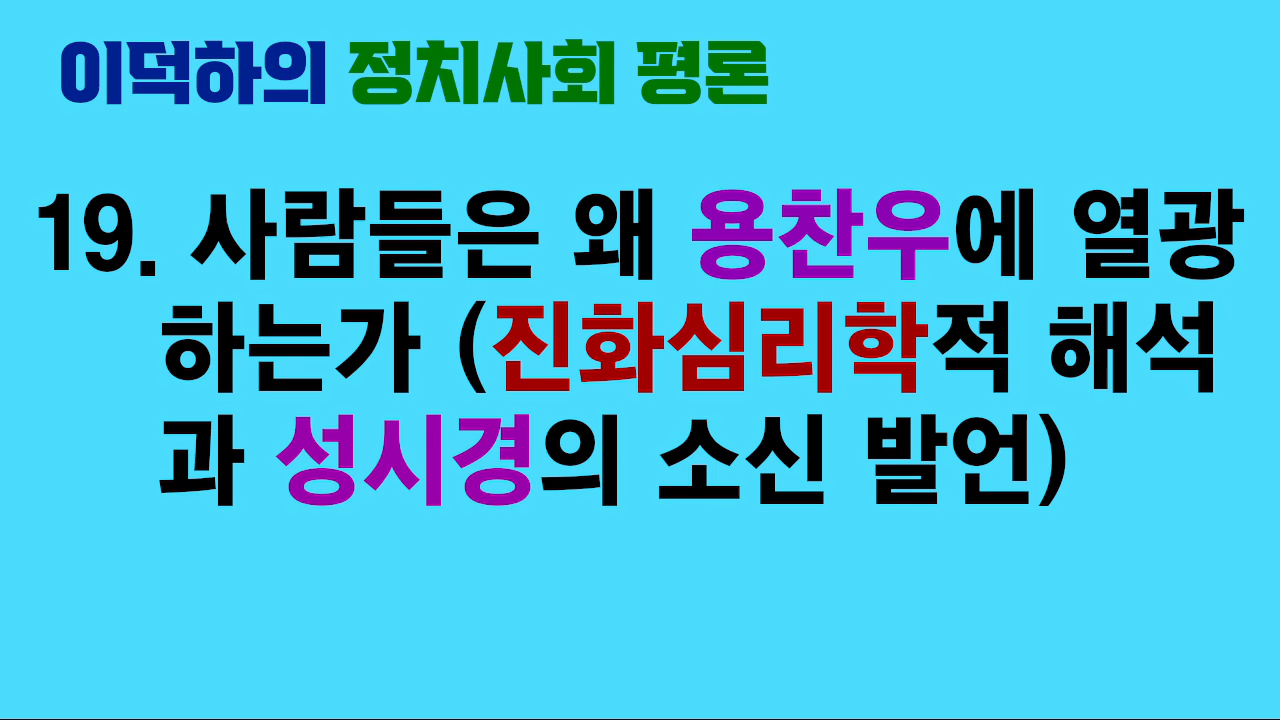 이덕하의 정치사회 평론
19. 사람들은 왜 용찬우에 열광
하는가 (진화심리학적 해석
과 성시경의 소신 발언)